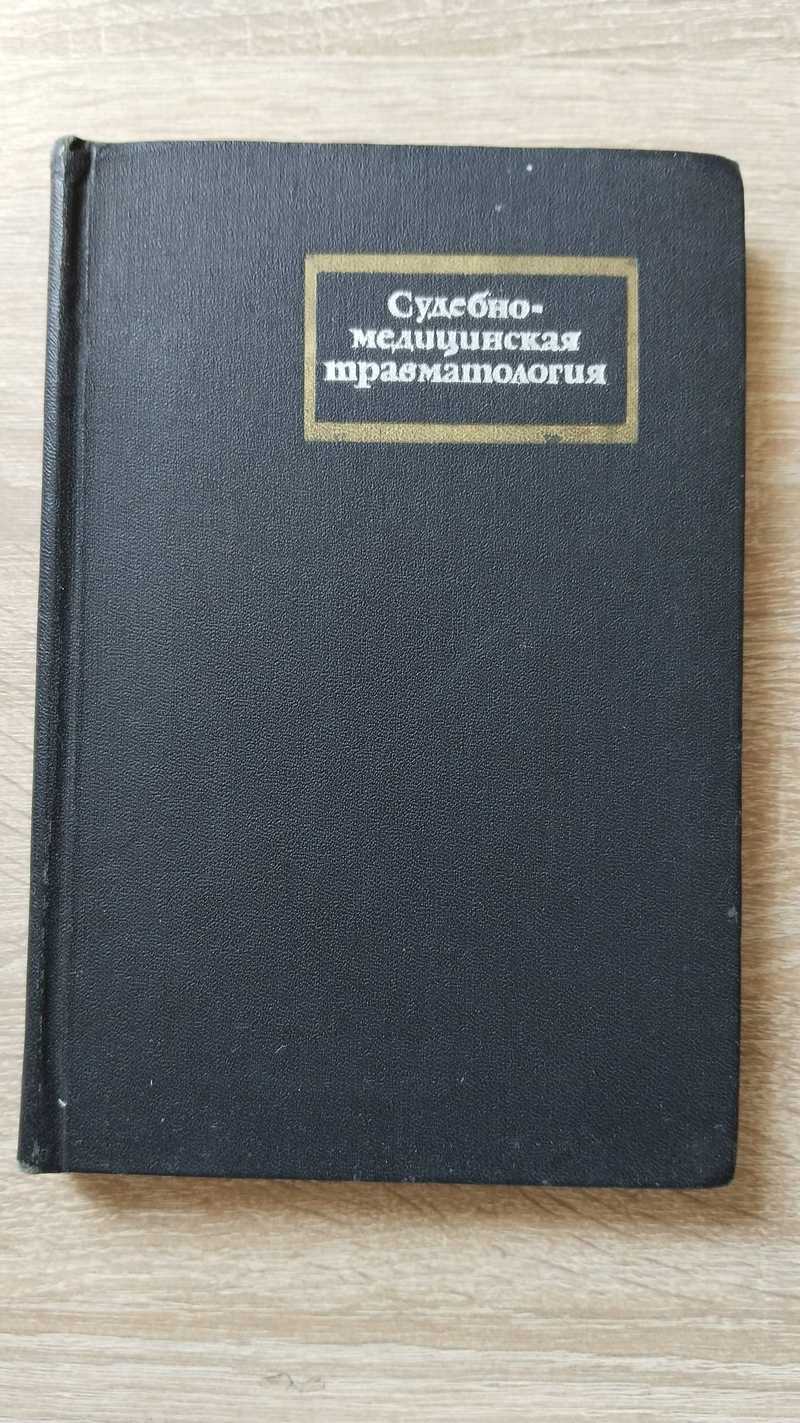 Судебно-
медицинская
травматология